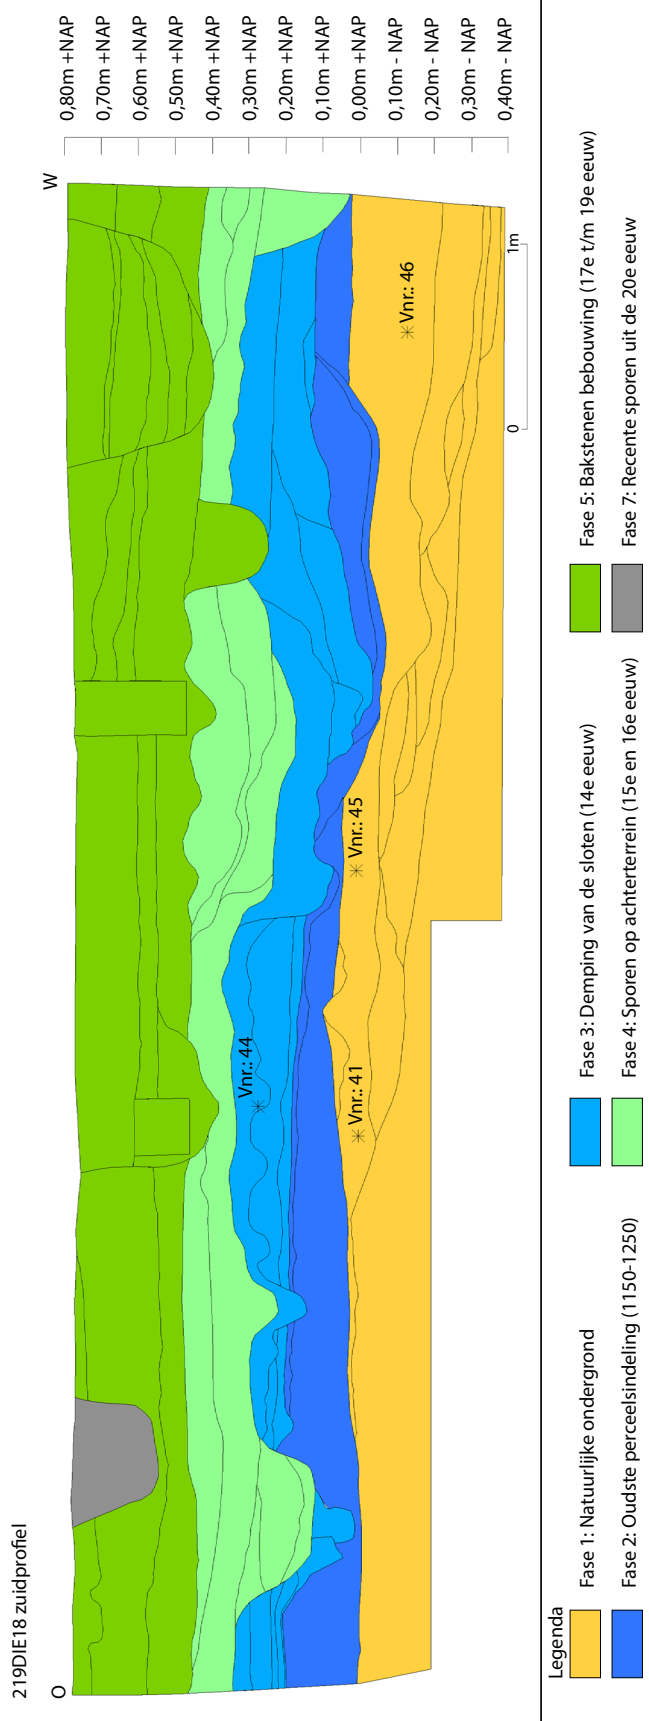 219DIE18 zuidprofiel
O
W
0,80m +NAP
0,70m +NAP
0,60m +NAP
0,50m +NAP
0,40m +NAP
0,30m +NAP
0,20m +NAP
0,10m +NAP
0,00m +NAP
0,10m - NAP
0,20m - NAP
0,30m - NAP
0,40m - NAP
Vnr.: 44
Vnr.: 41
Vnr.: 45
Vnr.: 46
0
1m
Legenda
Fase 1: Natuurlijke ondergrond
Fase 2: Oudste perceelsindeling (1150-1250)
Fase 3: Demping van de sloten (14e eeuw)
Fase 4: Sporen op achterterrein (15e en 16e eeuw)
Fase 5: Bakstenen bebouwing (17e t/m 19e eeuw)
Fase 7: Recente sporen uit de 20e eeuw